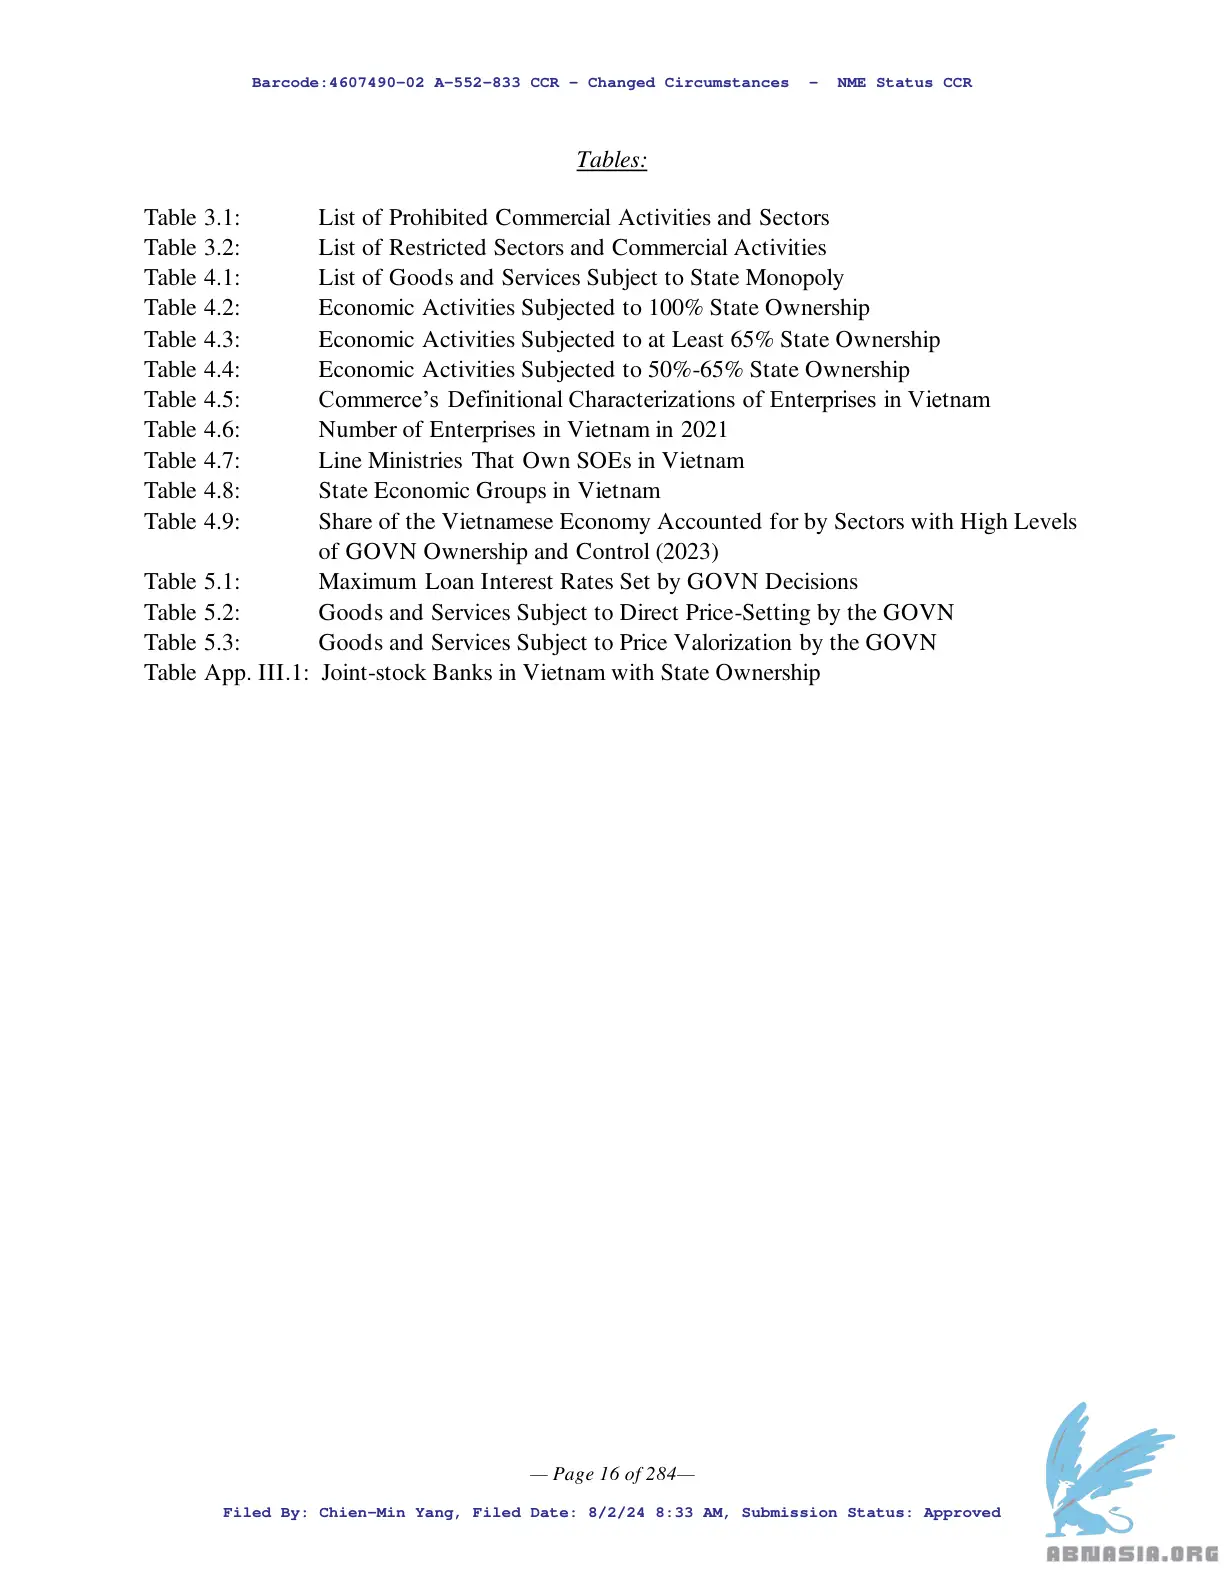 Barcode:4607490-02 A-552-833 CCR - Changed Circumstances - NME Status CCR
Tables:
Table 3.1: List of Prohibited Commercial Activities and Sectors
Table 3.2: List of Restricted Sectors and Commercial Activities
Table 4.1: List of Goods and Services Subject to State Monopoly
Table 4.2: Economic Activities Subjected to 100% State Ownership
Table 4.3: Economic Activities Subjected to at Least 65% State Ownership
Table 4.4: Economic Activities Subjected to 50%-65% State Ownership
Table 4.5: Commerce’s Definitional Characterizations of Enterprises in Vietnam
Table 4.6: Number of Enterprises in Vietnam in 2021
Table 4.7: Line Ministries That Own SOEs in Vietnam
Table 4.8: State Economic Groups in Vietnam
Table 4.9: Share of the Vietnamese Economy Accounted for by Sectors with High Levels
of GOVN Ownership and Control (2023)
Table 5.1: Maximum Loan Interest Rates Set by GOVN Decisions
Table 5.2: Goods and Services Subject to Direct Price-Setting by the GOVN
Table 5.3: Goods and Services Subject to Price Valorization by the GOVN
Table App. III.1: Joint-stock Banks in Vietnam with State Ownership
— Page 16 of 284—
Filed By: Chien-Min Yang, Filed Date: 8/2/24 8:33 AM, Submission Status: Approved
ABNASIA.ORG